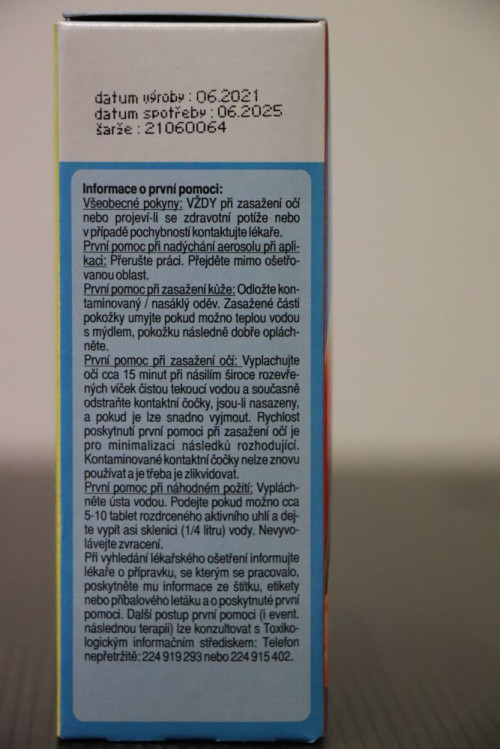 datum výroby : 06.2021
datum spotřeby : 06.2025
šarže : 21060064
Informace o první pomoci:
Všeobecné pokyny: VŽDY při zasažení očí
nebo projeví-li se zdravotní potíže nebo
v případě pochybností kontaktujte lékaře.
První pomoc při nadýchání aerosolu při apli-
kaci: Přerušte práci. Přejděte mimo ošetřo-
vanou oblast.
První pomoc při zasažení kůže: Odložte kon-
taminovaný / nasáklý oděv. Zasažené části
pokožky umyjte pokud možno teplou vodou
s mýdlem, pokožku následně dobře oplách-
něte.
První pomoc při zasažení očí: Vyplachujte
oči cca 15 minut při násilím široce rozevře-
ných víček čistou tekoucí vodou a současně
odstraňte kontaktní čočky, jsou-li nasazeny,
a pokud je lze snadno vyjmout. Rychlost
poskytnutí první pomoci při zasažení očí je
pro minimalizaci následků rozhodující.
Kontaminované kontaktní čočky nelze znovu
používat a je třeba je zlikvidovat.
První pomoc při náhodném požití: Vyplách-
něte ústa vodou. Podejte pokud možno cca
5-10 tablet rozdrceného aktivního uhlí a dej-
te vypít asi sklenici (1/4 litru) vody. Nevyvo-
lávejte zvracení.
Při vyhledání lékařského ošetření informujte
lékaře o přípravku, se kterým se pracovalo,
poskytněte mu informace ze štítku, etikety
nebo příbalového letáku a o poskytnuté první
pomoci. Další postup první pomoci (i event.
následnou terapii) lze konzultovat s Toxiko-
logickým informačním střediskem: Telefon
nepřetržitě: 224 919 293 nebo 224 915 402.